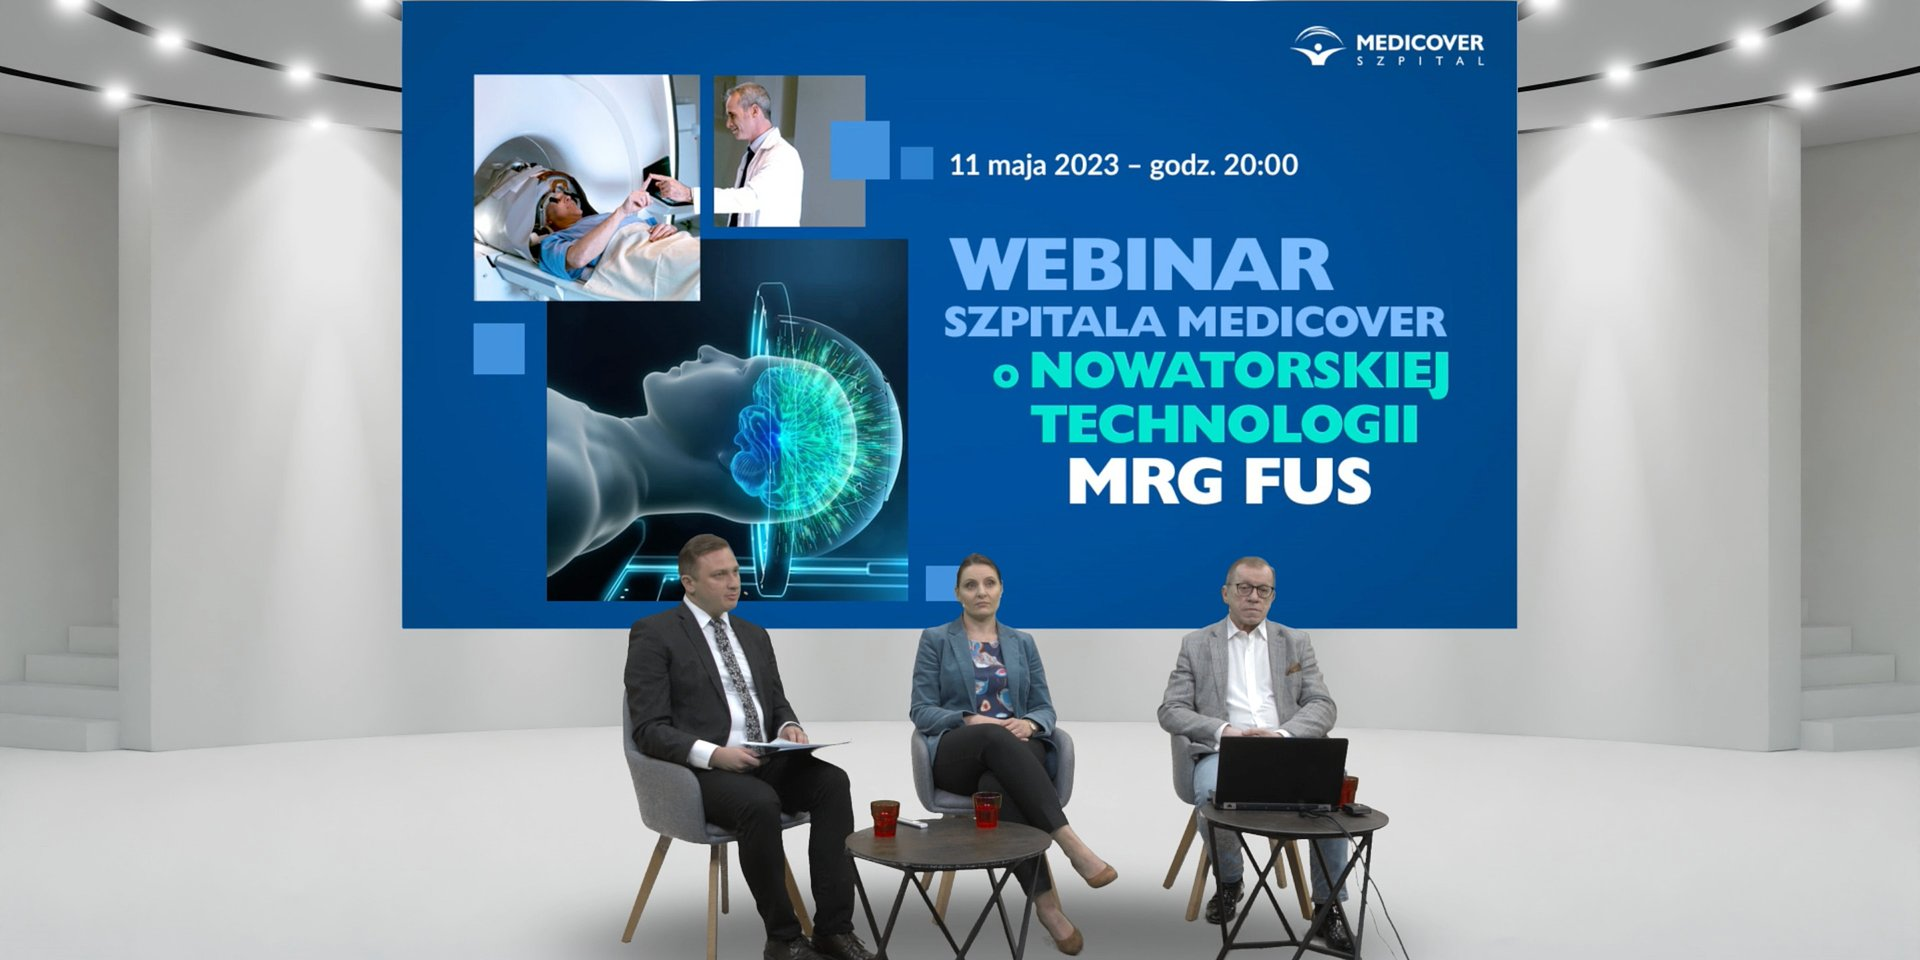 MEDICOVER
SZPITAL
11 maja 2023 – godz. 20:00
WEBINAR
SZPITALA MEDICOVER
o NOWATORSKIEJ
TECHNOLOGII
MRG FUS